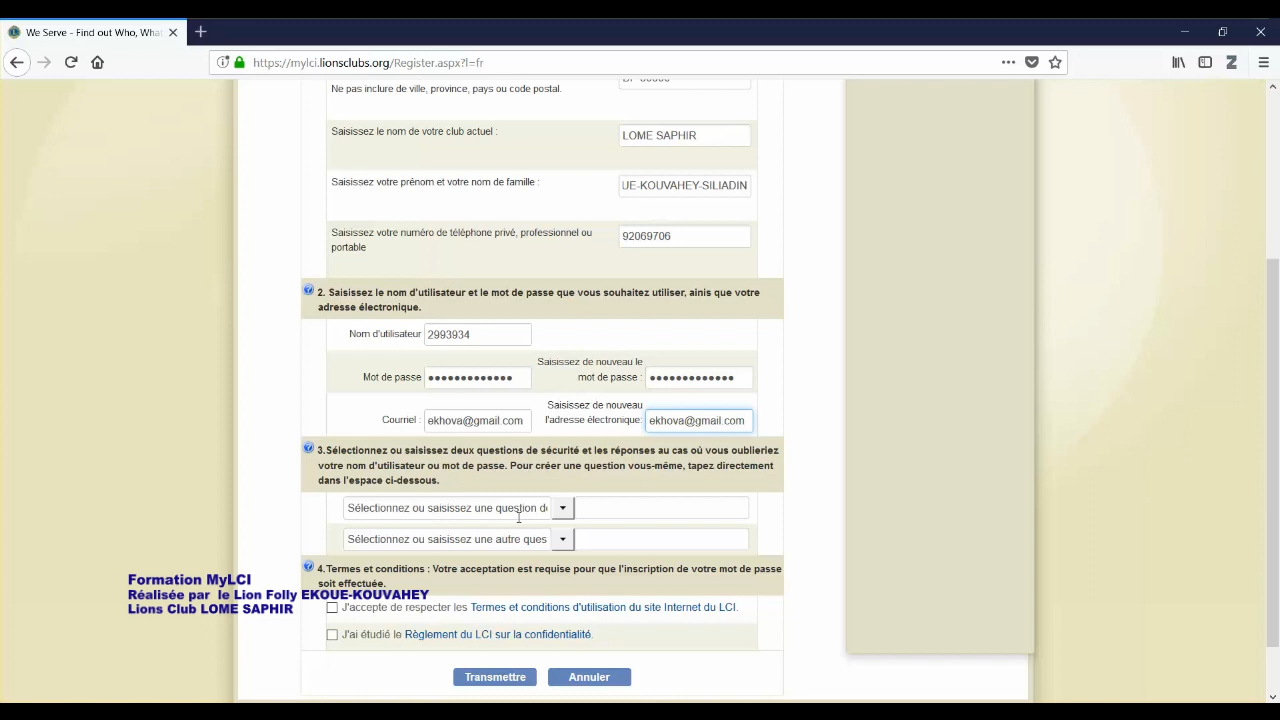 We Serve - Find out Who, What
https://mylci.lionsclubs.org/Register.aspx?l=fr
Ne pas inclure de ville, province, pays ou code postal.
Saisissez le nom de votre club actuel :
LOME SAPHIR
Saisissez votre prénom et votre nom de famille :
UE-KOUVAHEY-SILIADIN
Saisissez votre numéro de téléphone privé, professionnel ou
portable
92069706
2. Saisissez le nom d'utilisateur et le mot de passe que vous souhaitez utiliser, ainis que votre
adresse électronique.
Nom d'utilisateur
2993934
Mot de passe
•••••••••••••
Saisissez de nouveau le
mot de passe :
•••••••••••••
Courriel :
ekhova@gmail.com
Saisissez de nouveau
l'adresse électronique:
ekhova@gmail.com
3.Sélectionnez ou saisissez deux questions de sécurité et les réponses au cas où vous oublieriez
votre nom d'utilisateur ou mot de passe. Pour créer une question vous-même, tapez directement
dans l'espace ci-dessous.
Sélectionnez ou saisissez une question de
Sélectionnez ou saisissez une autre ques
4.Termes et conditions : Votre acceptation est requise pour que l'inscription de votre mot de passe
soit effectuée.
J'accepte de respecter les Termes et conditions d'utilisation du site Internet du LCI.
J'ai étudié le Règlement du LCI sur la confidentialité.
Transmettre
Annuler
Formation MyLCI
Réalisée par le Lion Folly EKOUE-KOUVAHEY
Lions Club LOME SAPHIR